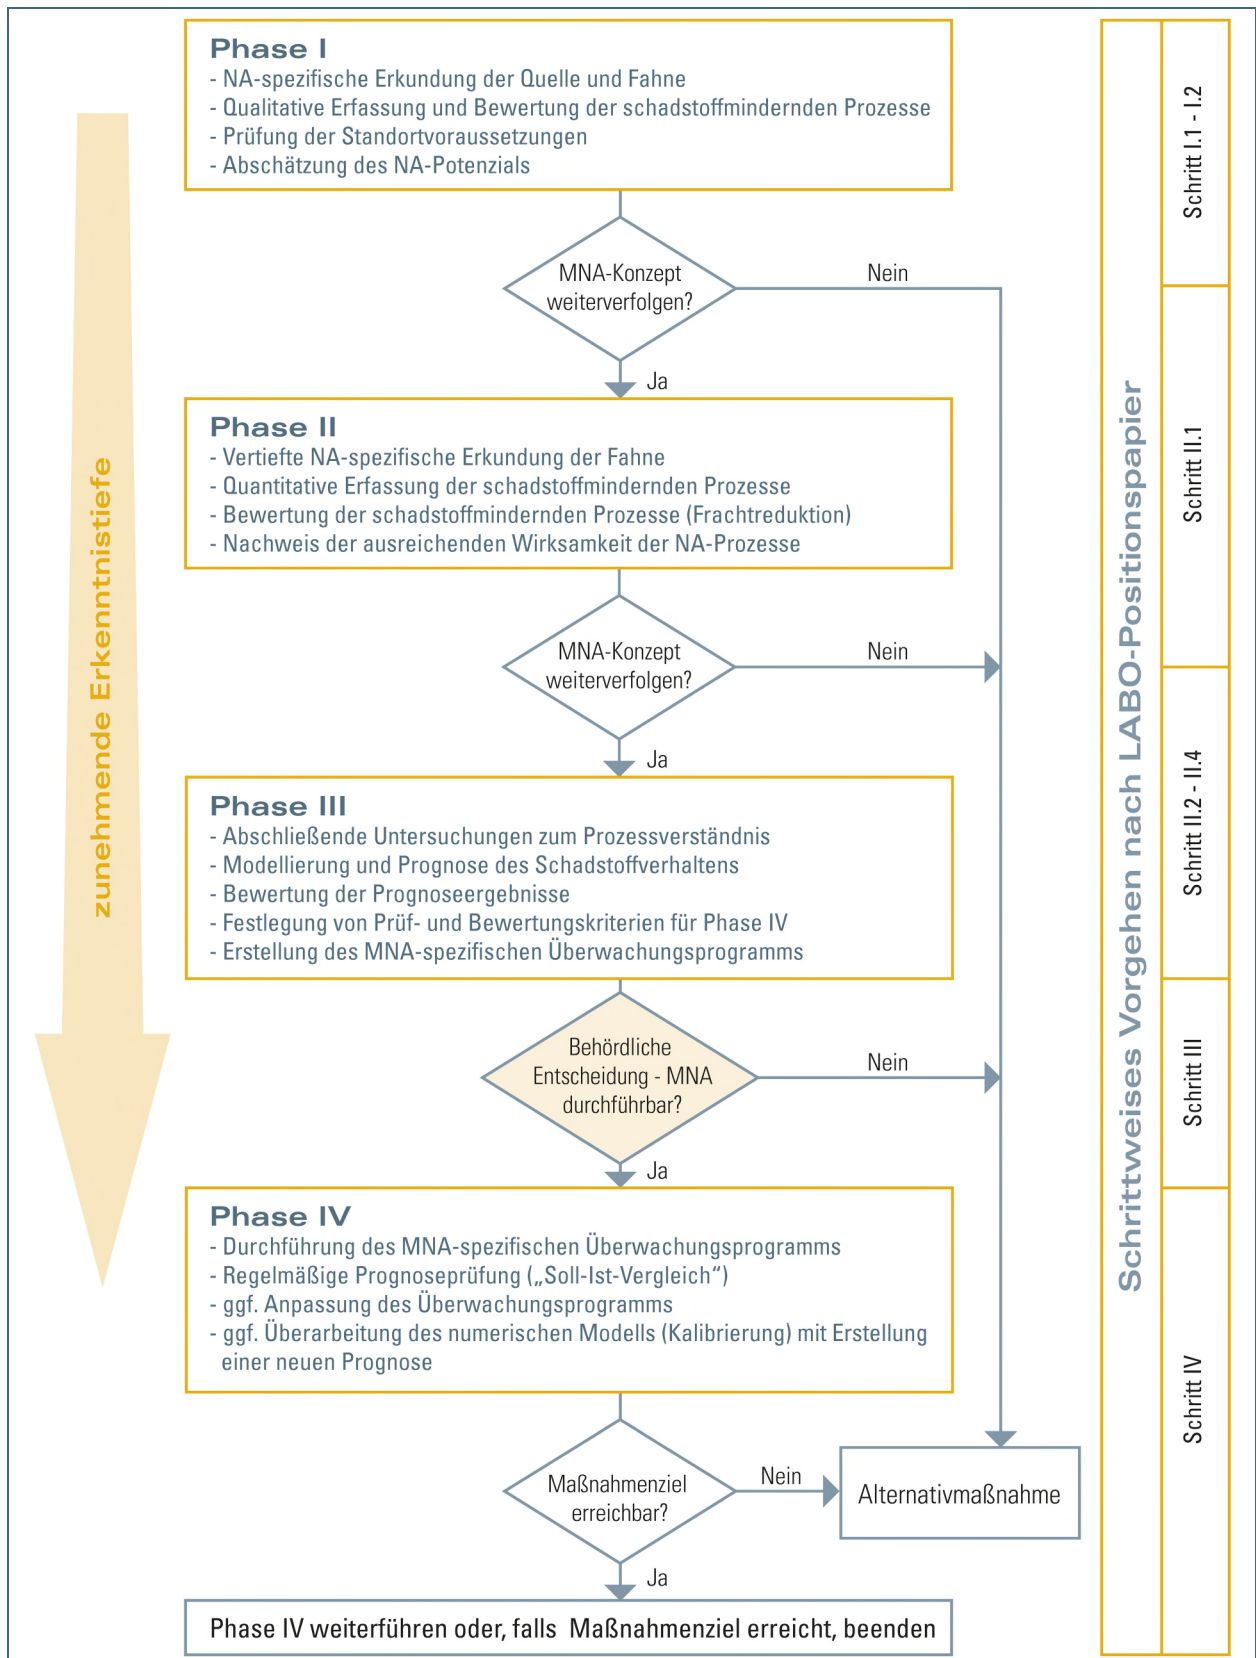 Phase I
- NA-spezifische Erkundung der Quelle und Fahne
- Qualitative Erfassung und Bewertung der schadstoffmindernden Prozesse
- Prüfung der Standortvoraussetzungen
- Abschätzung des NA-Potenzials
MNA-Konzept
weiterverfolgen?
Nein
Ja
Phase II
- Vertiefte NA-spezifische Erkundung der Fahne
- Quantitative Erfassung der schadstoffmindernden Prozesse
- Bewertung der schadstoffmindernden Prozesse (Frachtreduktion)
- Nachweis der ausreichenden Wirksamkeit der NA-Prozesse
MNA-Konzept
weiterverfolgen?
Nein
Ja
Phase III
- Abschließende Untersuchungen zum Prozessverständnis
- Modellierung und Prognose des Schadstoffverhaltens
- Bewertung der Prognoseergebnisse
- Festlegung von Prüf- und Bewertungskriterien für Phase IV
- Erstellung des MNA-spezifischen Überwachungsprogramms
Behördliche
Entscheidung - MNA
durchführbar?
Nein
Ja
Phase IV
- Durchführung des MNA-spezifischen Überwachungsprogramms
- Regelmäßige Prognoseprüfung („Soll-Ist-Vergleich“)
- ggf. Anpassung des Überwachungsprogramms
- ggf. Überarbeitung des numerischen Modells (Kalibrierung) mit Erstellung
einer neuen Prognose
Maßnahmenziel
erreichbar?
Nein
Alternativmaßnahme
Ja
Phase IV weiterführen oder, falls Maßnahmenziel erreicht, beenden
zunehmende Erkenntnistiefe
Schrittweises Vorgehen nach LABO-Positionspapier
Schritt I.1 - I.2
Schritt II.1
Schritt II.2 - II.4
Schritt III
Schritt IV